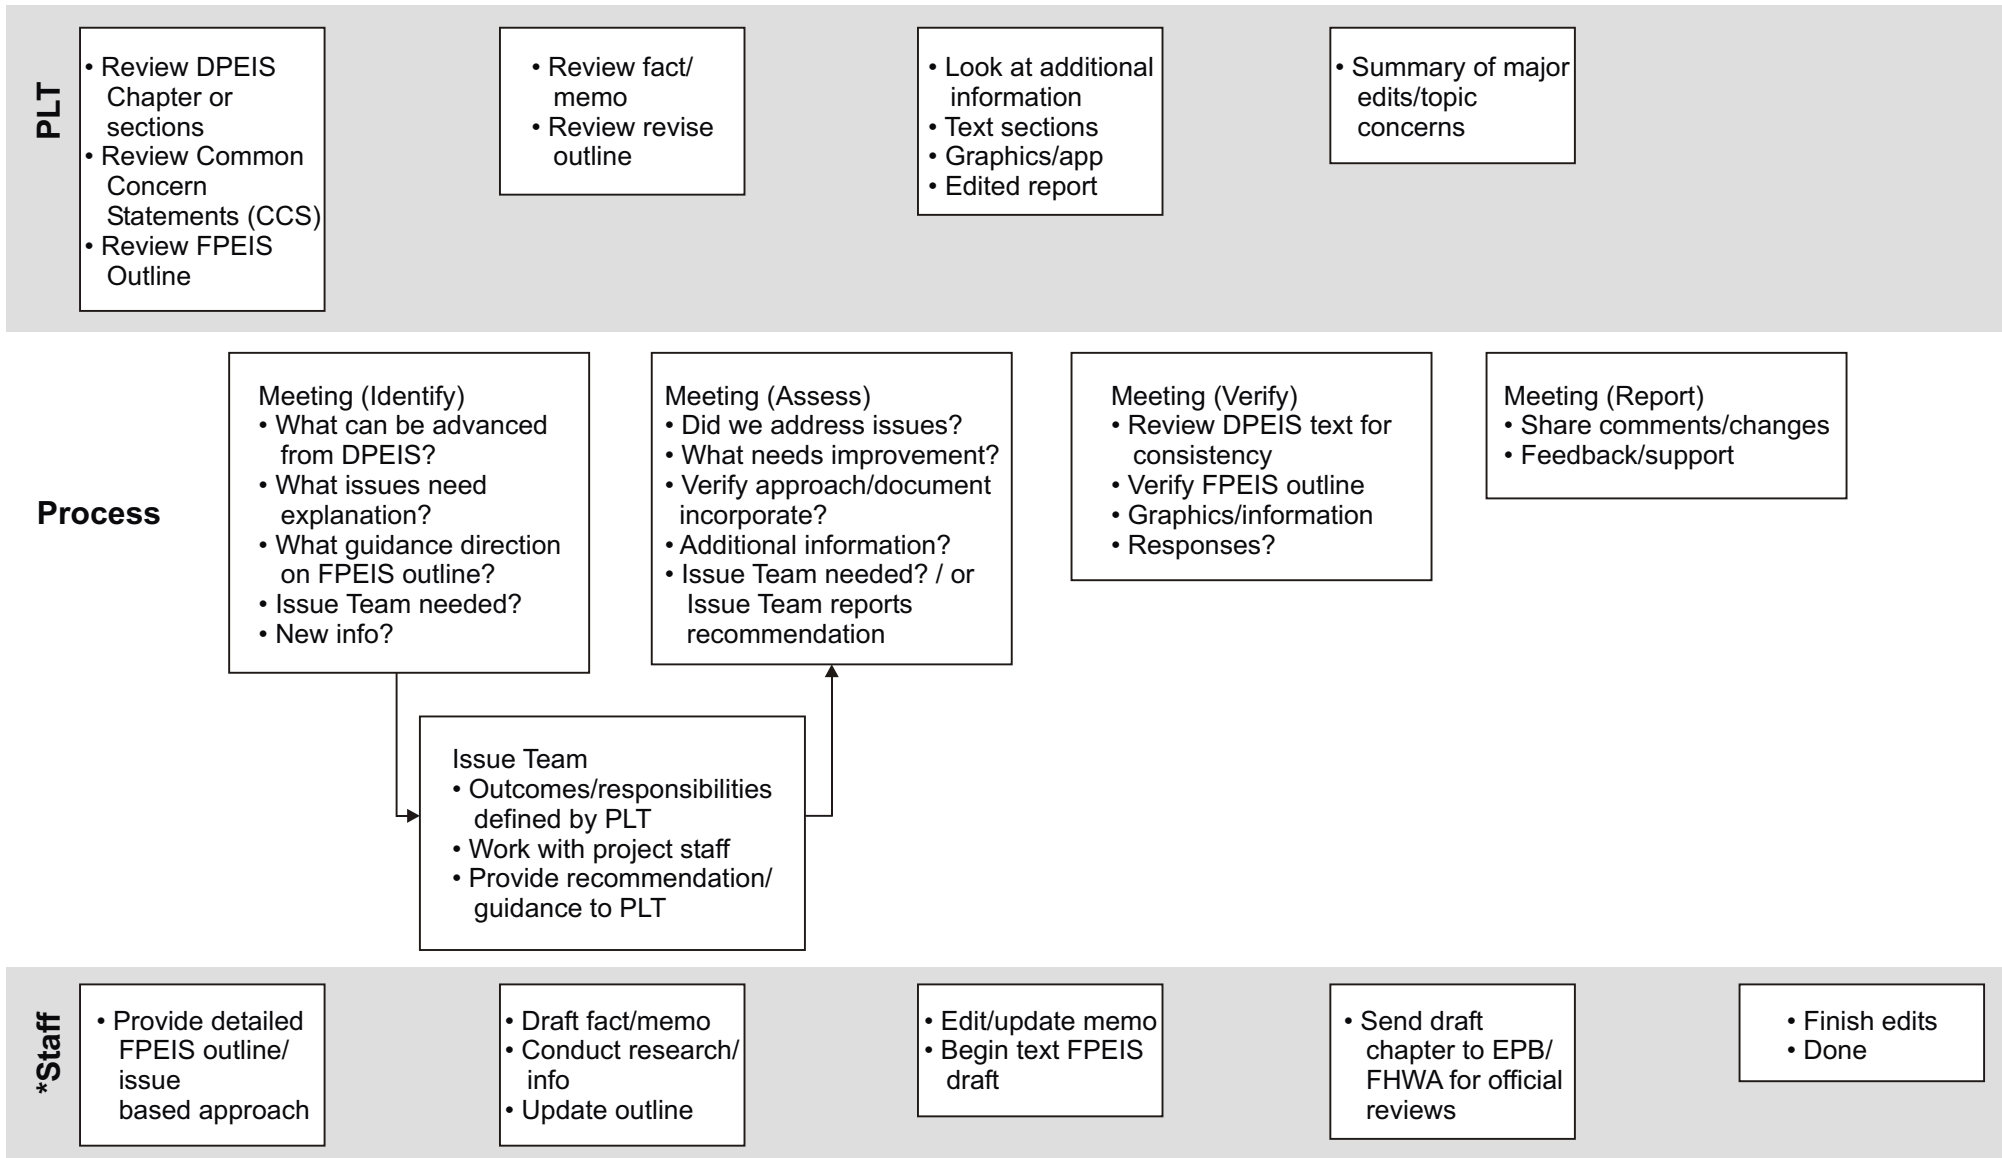 PLT
• Review DPEIS
Chapter or
sections
• Review Common
Concern
Statements (CCS)
• Review FPEIS
Outline
• Review fact/
memo
• Review revise
outline
• Look at additional
information
• Text sections
• Graphics/app
• Edited report
• Summary of major
edits/topic
concerns
Process
Meeting (Identify)
• What can be advanced
from DPEIS?
• What issues need
explanation?
• What guidance direction
on FPEIS outline?
• Issue Team needed?
• New info?
Meeting (Assess)
• Did we address issues?
• What needs improvement?
• Verify approach/document
incorporate?
• Additional information?
• Issue Team needed? / or
Issue Team reports
recommendation
Meeting (Verify)
• Review DPEIS text for
consistency
• Verify FPEIS outline
• Graphics/information
• Responses?
Meeting (Report)
• Share comments/changes
• Feedback/support
Issue Team
• Outcomes/responsibilities
defined by PLT
• Work with project staff
• Provide recommendation/
guidance to PLT
*Staff
• Provide detailed
FPEIS outline/
issue
based approach
• Draft fact/memo
• Conduct research/
info
• Update outline
• Edit/update memo
• Begin text FPEIS
draft
• Send draft
chapter to EPB/
FHWA for official
reviews
• Finish edits
• Done